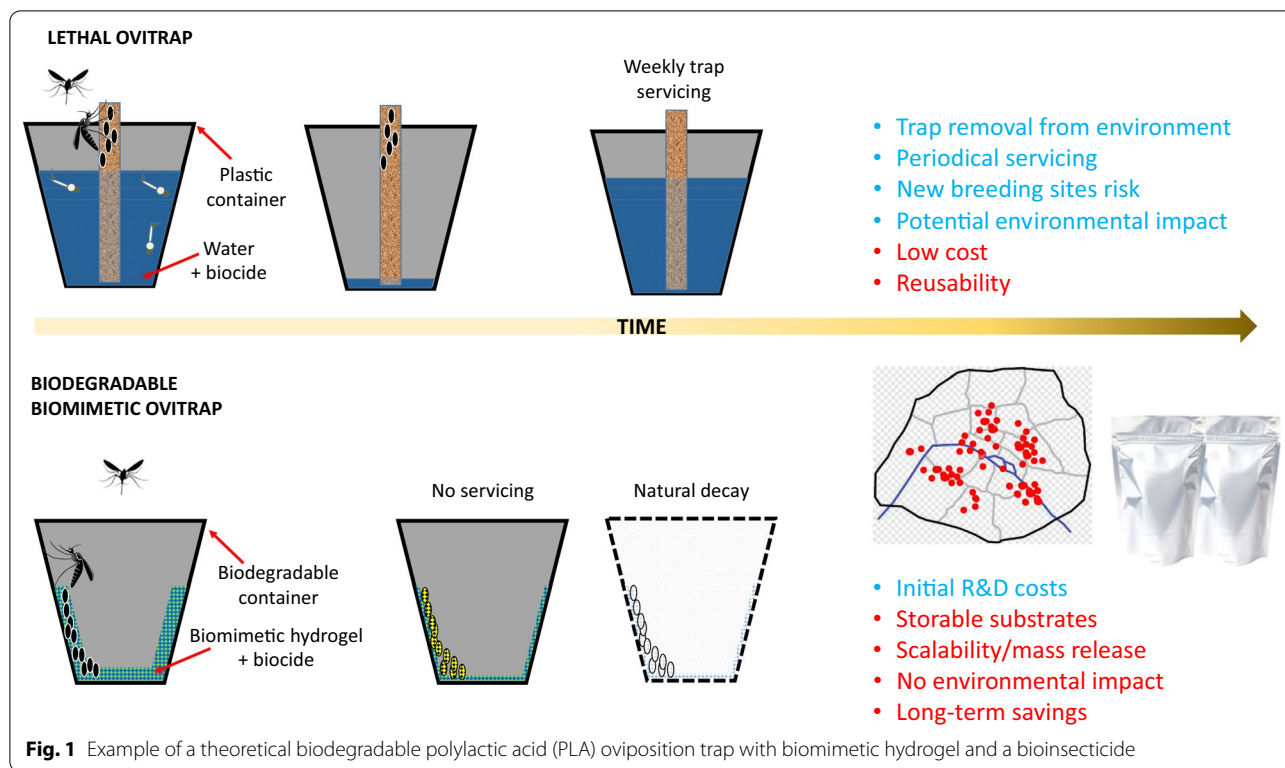 LETHAL OVITRAP
Weekly trap
servicing
Plastic
container
Water
+ biocide
• Trap removal from environment
• Periodical servicing
• New breeding sites risk
• Potential environmental impact
• Low cost
• Reusability
TIME
BIODEGRADABLE
BIOMIMETIC OVITRAP
No servicing
Natural decay
Biodegradable
container
Biomimetic hydrogel
+ biocide
• Initial R&D costs
• Storable substrates
• Scalability/mass release
• No environmental impact
• Long-term savings
Fig. 1 Example of a theoretical biodegradable polylactic acid (PLA) oviposition trap with biomimetic hydrogel and a bioinsecticide